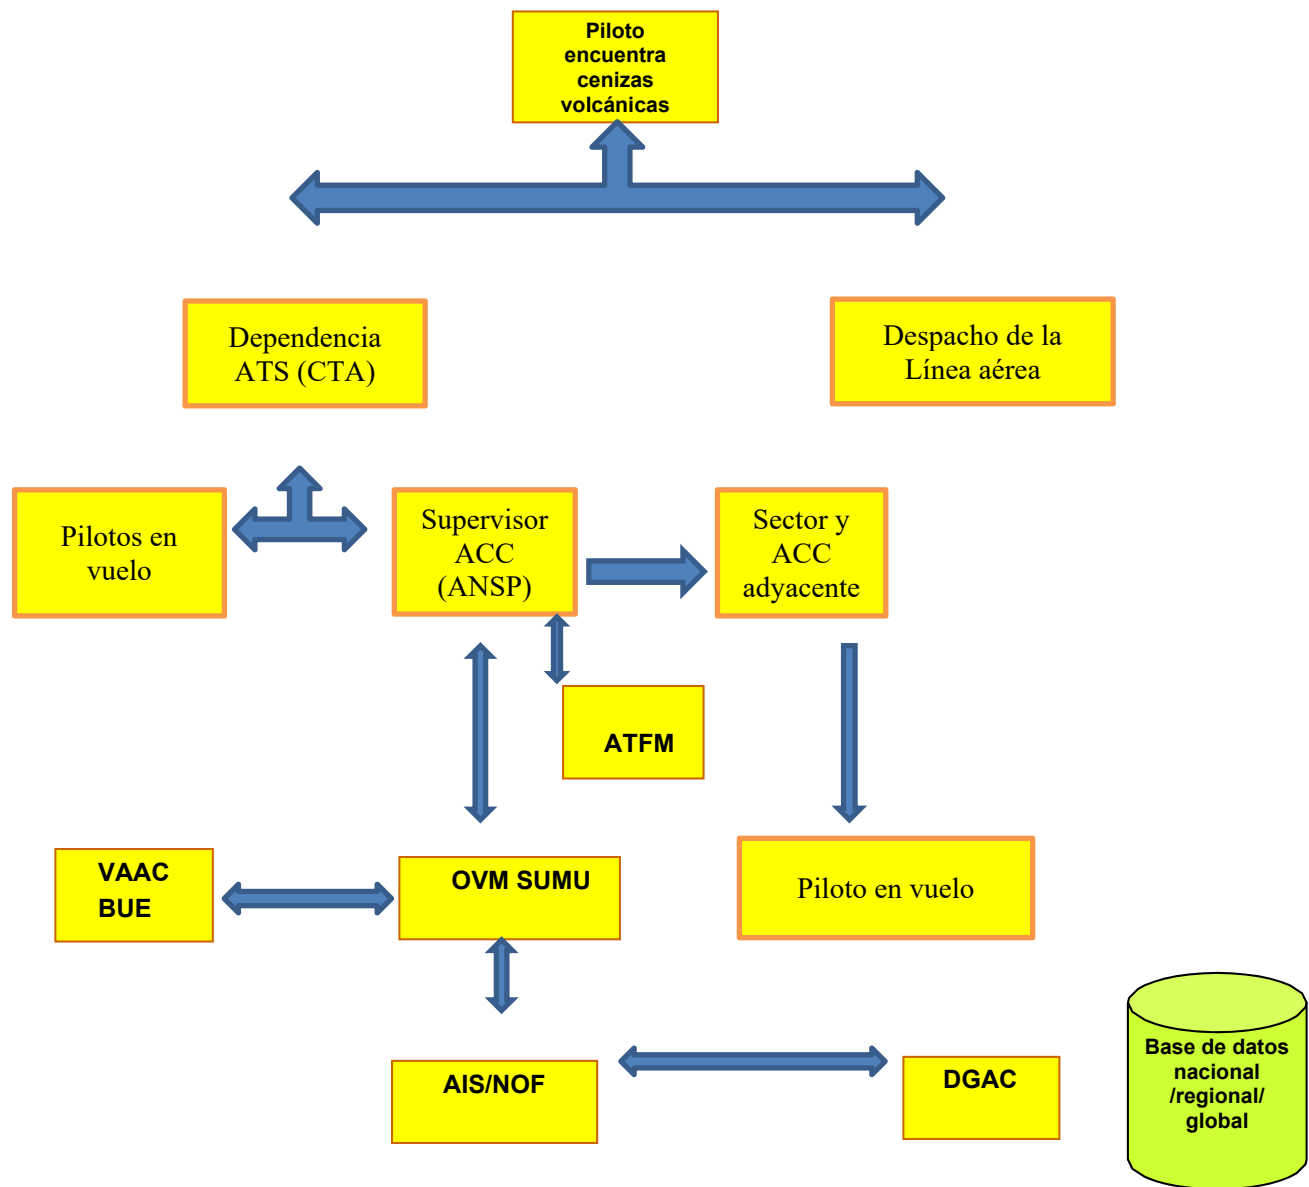 Piloto
encuentra
cenizas
volcánicas
Dependencia
ATS (CTA)
Despacho de la
Línea aérea
Pilotos en
vuelo
Supervisor
ACC
(ANSP)
Sector y
ACC
adyacente
ATFM
VAAC
BUE
OVM SUMU
Piloto en vuelo
AIS/NOF
DGAC
Base de datos
nacional
/regional/
global